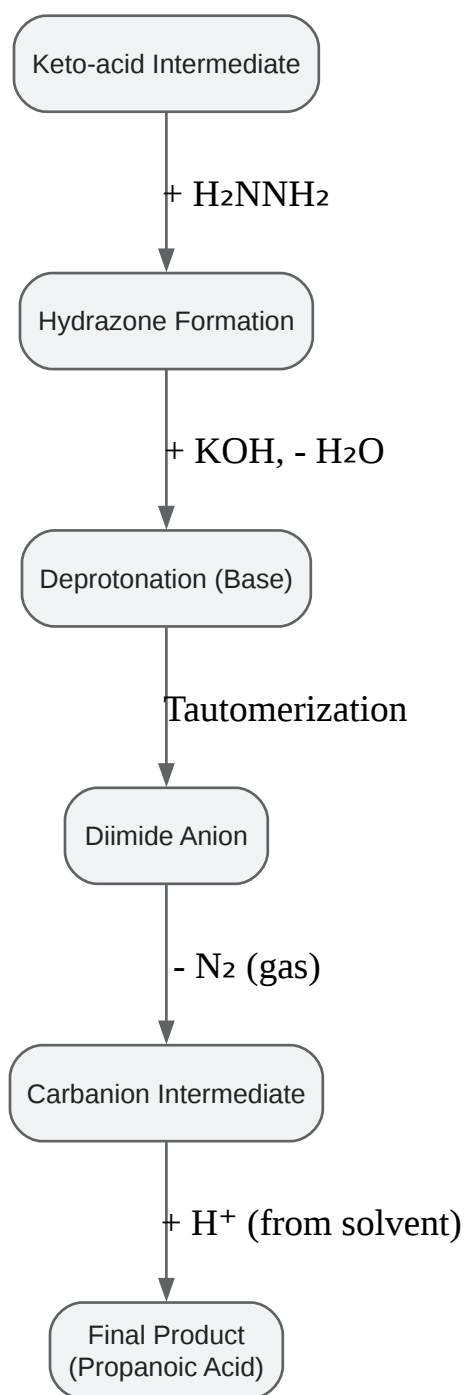 Keto-acid Intermediate
+ H₂NNH₂
Hydrazone Formation
+ KOH, - H₂O
Deprotonation (Base)
Tautomerization
Diimide Anion
- N₂ (gas)
Carbanion Intermediate
+ H⁺ (from solvent)
Final Product
(Propanoic Acid)